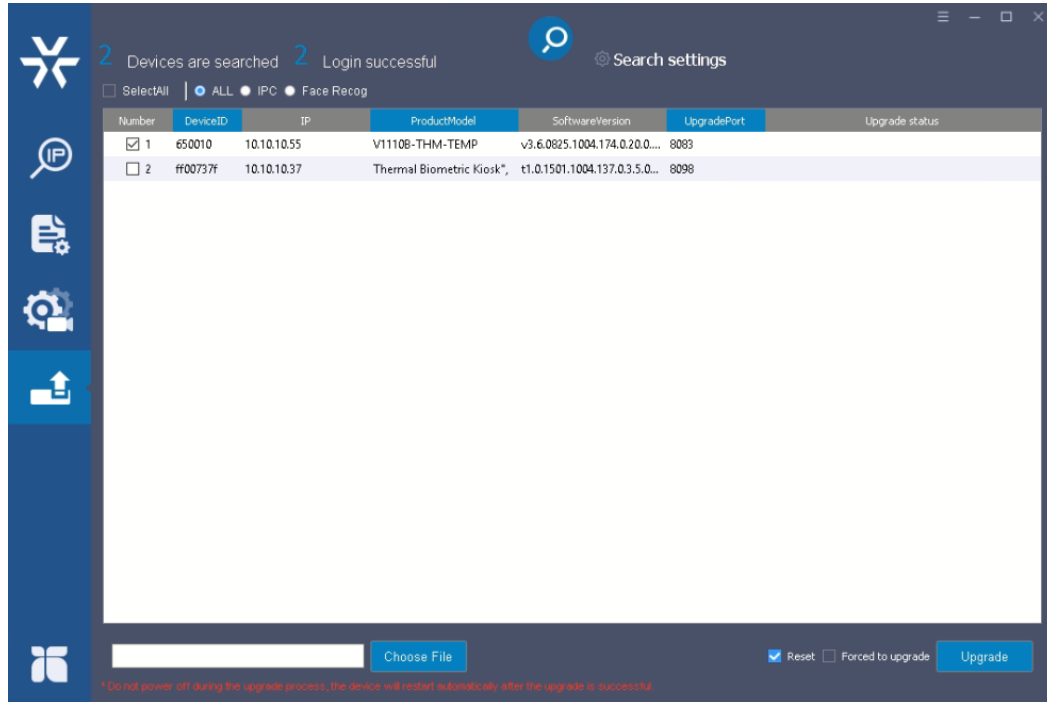 2 Devices are searched 2 Login successful
Search settings
SelectAll ALL IPC Face Recog
Number DeviceID IP ProductModel SoftwareVersion UpgradePort Upgrade status
1 650010 10.10.10.55 V1110B-THM-TEMP v3.6.0825.1004.174.0.20.0.... 8083
2 ff00737f 10.10.10.37 Thermal Biometric Kiosk", t1.0.1501.1004.137.0.3.5.0... 8098
IP
Choose File
Reset Forced to upgrade Upgrade
*Do not power off during the upgrade process, the device will restart automatically after the upgrade is successful.